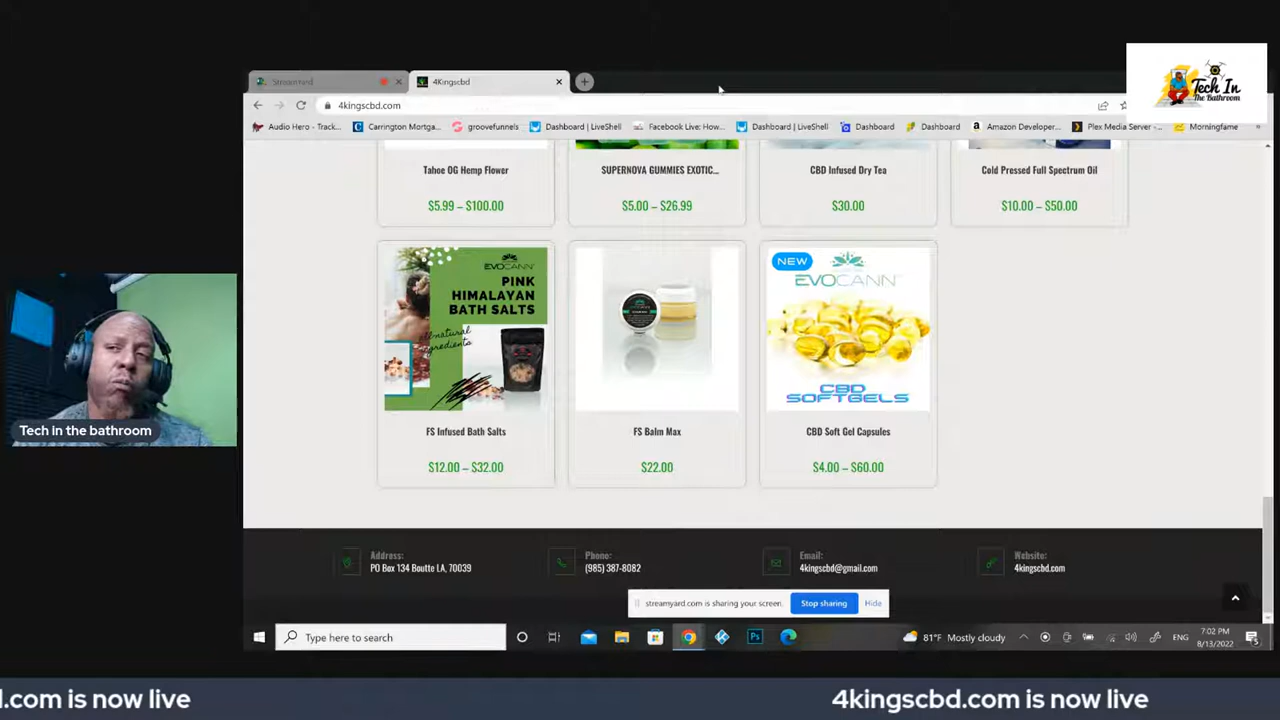 Tech In
The Bathroom
Streamyard
4Kingscbd
4kingscbd.com
Audio Hero - Track...
Carrington Mortga...
groovefunnels
Dashboard | LiveShell
Facebook Live: How...
Dashboard | LiveShell
Dashboard
Dashboard
Amazon Developer...
Plex Media Server -...
Morningfame
Tahoe OG Hemp Flower
$5.99 – $100.00
SUPERNOVA GUMMIES EXOTIC...
$5.00 – $26.99
CBD Infused Dry Tea
$30.00
Cold Pressed Full Spectrum Oil
$10.00 – $50.00
EVOCANN
PINK
HIMALAYAN
BATH SALTS
all natural
ingredients
FS Infused Bath Salts
$12.00 – $32.00
FS Balm Max
$22.00
NEW
EVOCANN
CBD
SOFTGELS
CBD Soft Gel Capsules
$4.00 – $60.00
Tech in the bathroom
Address:
PO Box 134 Boutte LA, 70039
Phone:
(985) 387-8082
Email:
4kingscbd@gmail.com
Website:
4kingscbd.com
streamyard.com is sharing your screen.
Stop sharing
Hide
Type here to search
Ps
81°F Mostly cloudy
ENG
7:02 PM
8/13/2022
d.com is now live
4kingscbd.com is now live